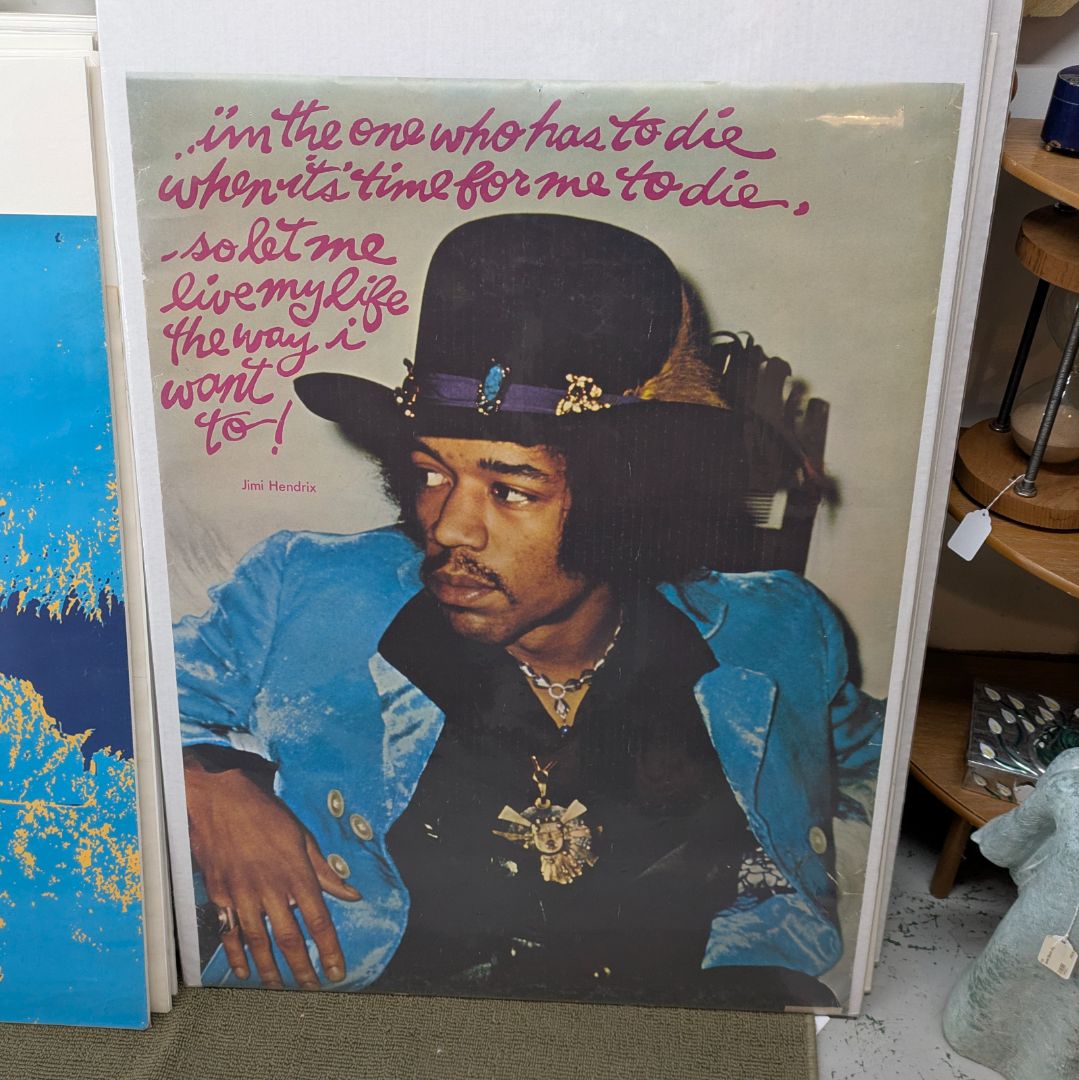 ..i'm the one who has to die
when it's time for me to die,
-so let me
live my life
the way i
want
to-!
Jimi Hendrix